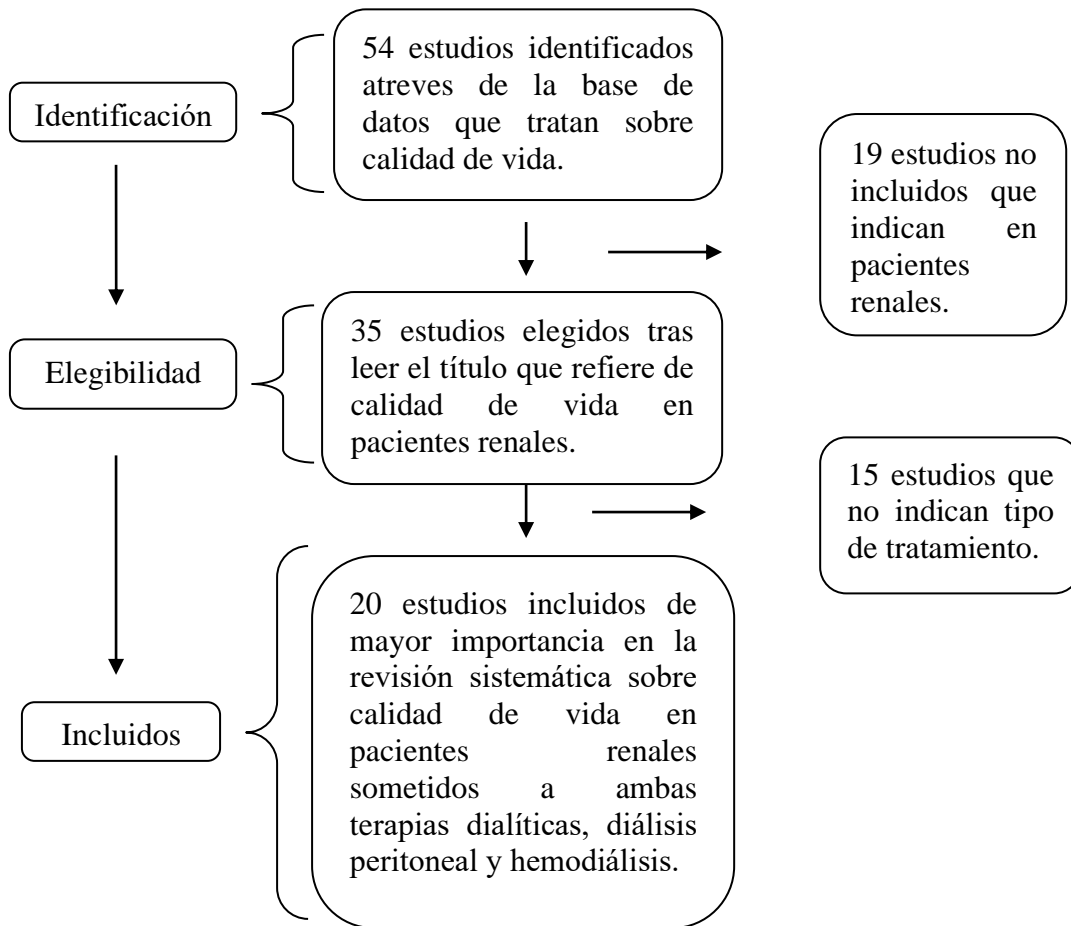 Identificación
54 estudios identificados
atreves de la base de
datos que tratan sobre
calidad de vida.
19 estudios no
incluidos que
indican en
pacientes
renales.
Elegibilidad
35 estudios elegidos tras
leer el título que refiere de
calidad de vida en
pacientes renales.
15 estudios que
no indican tipo
de tratamiento.
Incluidos
20 estudios incluidos de
mayor importancia en la
revisión sistemática sobre
calidad de vida en
pacientes renales
sometidos a ambas
terapias dialíticas, diálisis
peritoneal y hemodiálisis.